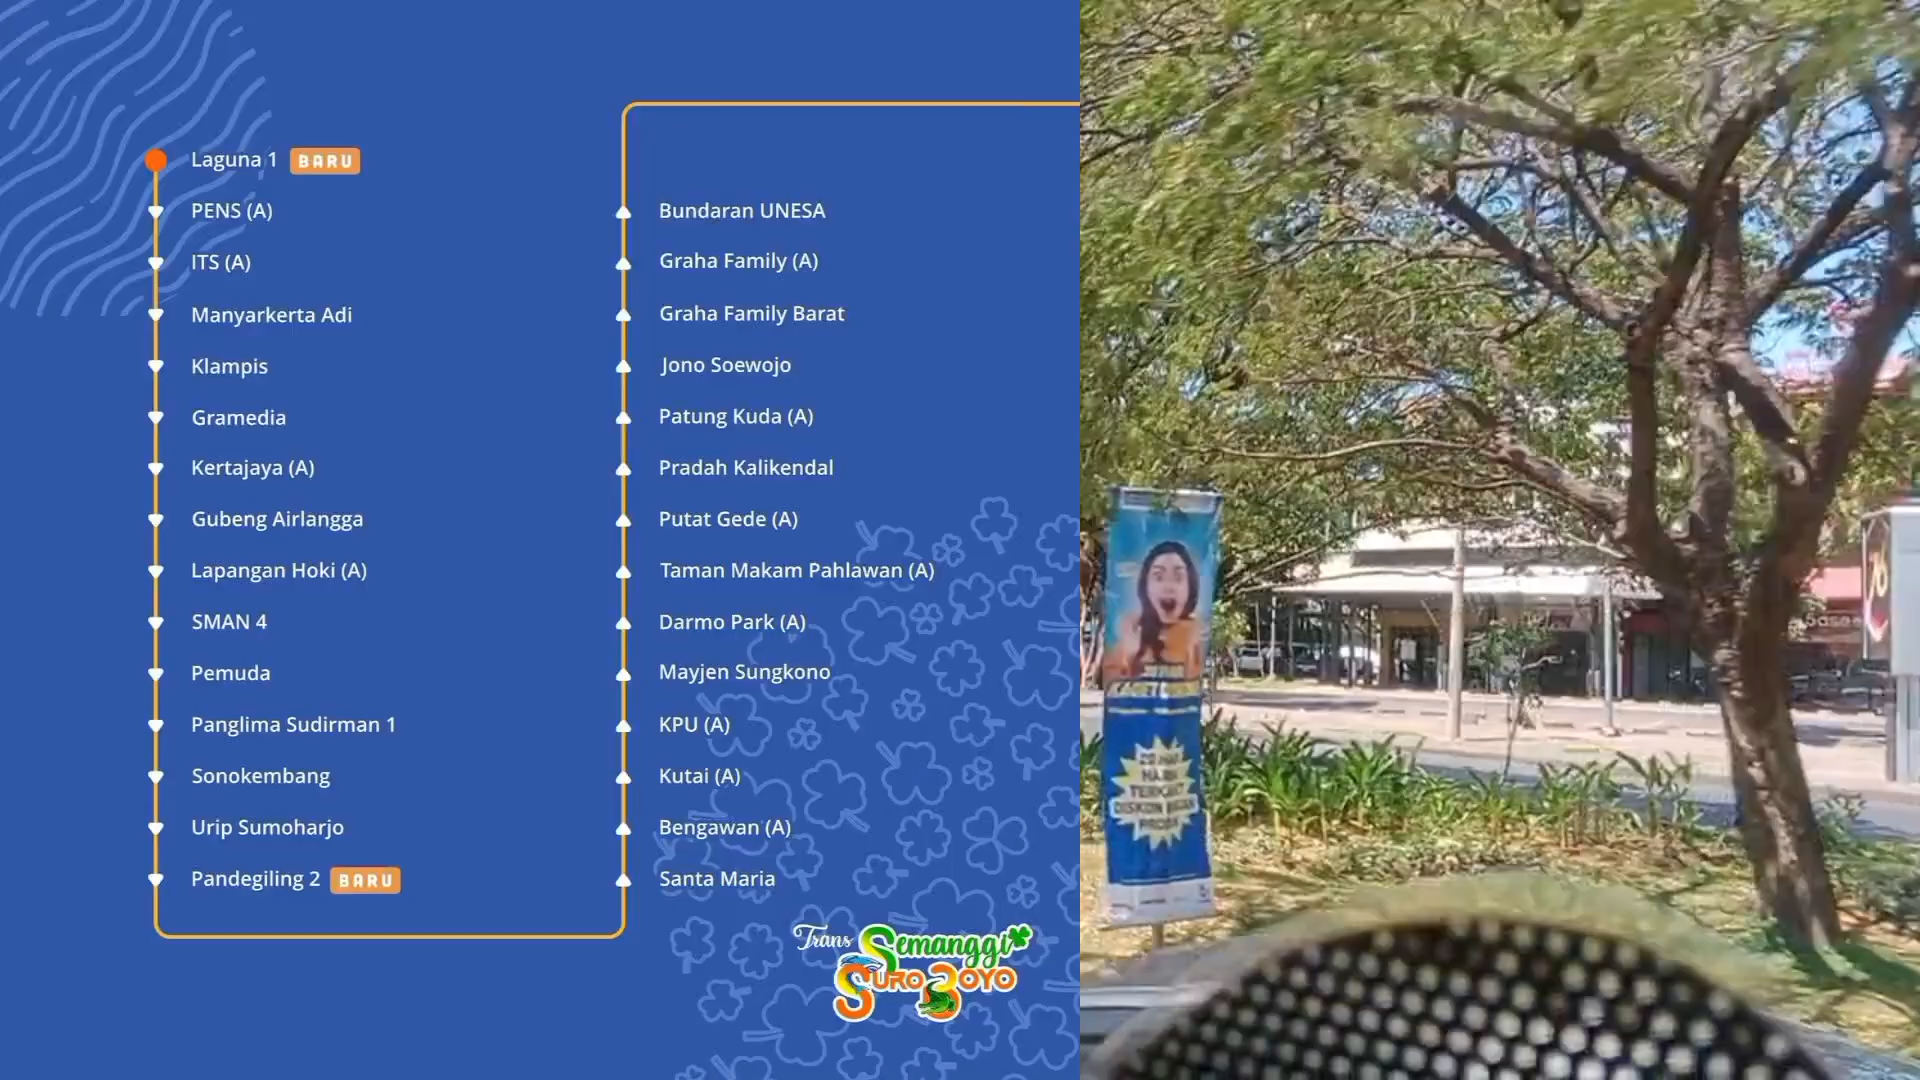 Laguna 1 BARU
PENS (A)
ITS (A)
Manyarkerta Adi
Klampis
Gramedia
Kertajaya (A)
Gubeng Airlangga
Lapangan Hoki (A)
SMAN 4
Pemuda
Panglima Sudirman 1
Sonokembang
Urip Sumoharjo
Pandegiling 2 BARU
Bundaran UNESA
Graha Family (A)
Graha Family Barat
Jono Soewojo
Patung Kuda (A)
Pradah Kalikendal
Putat Gede (A)
Taman Makam Pahlawan (A)
Darmo Park (A)
Mayjen Sungkono
KPU (A)
Kutai (A)
Bengawan (A)
Santa Maria
Trans Semanggi
SUROBOYO